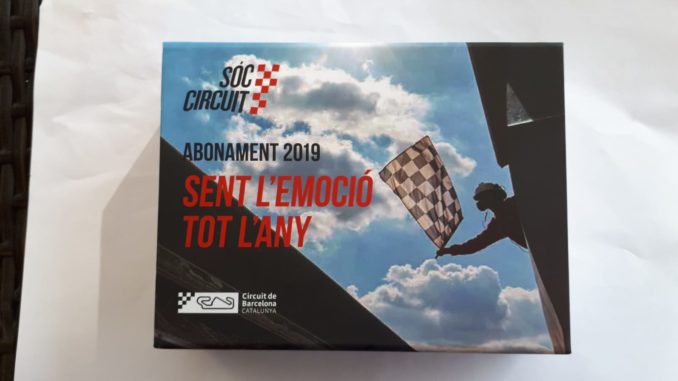 SÓC
CIRCUIT
ABONAMENT 2019
SENT L'EMOCIÓ
TOT L'ANY
Circuit de
Barcelona
CATALUNYA